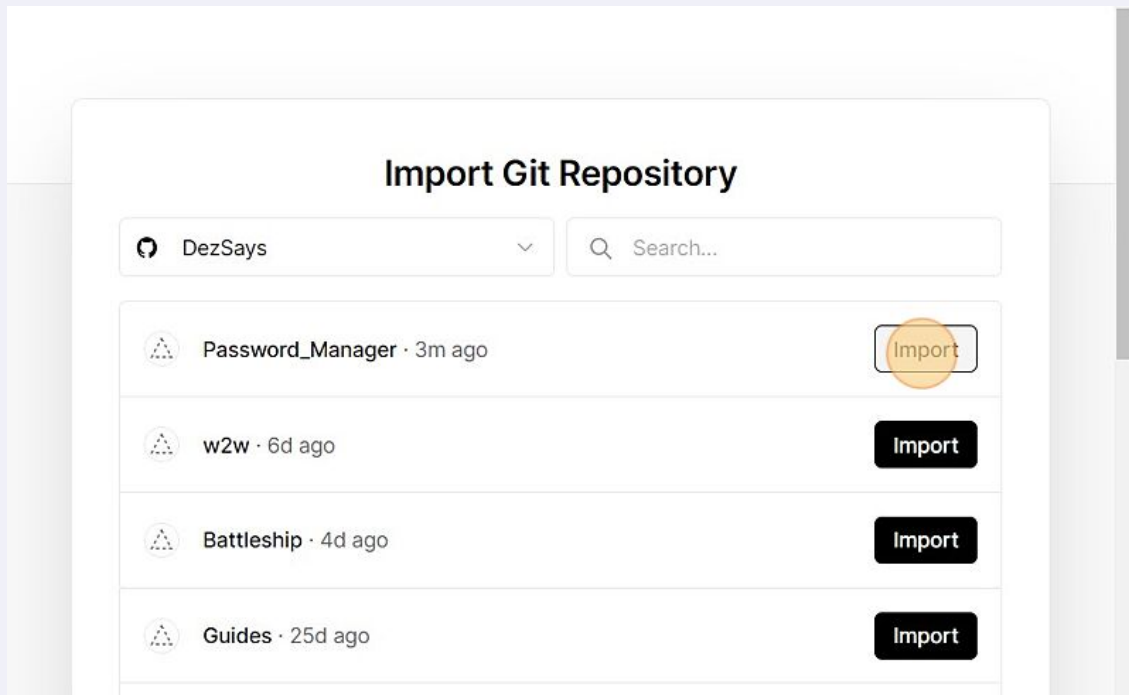 Import Git Repository
DezSays
Search...
Password_Manager · 3m ago
Import
w2w · 6d ago
Import
Battleship · 4d ago
Import
Guides · 25d ago
Import